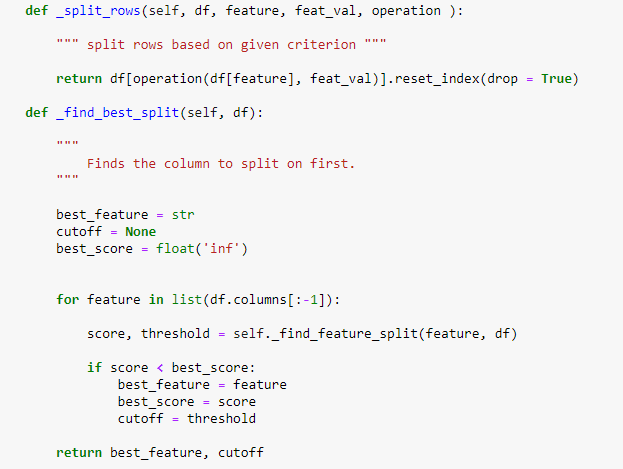 def _split_rows(self, df, feature, feat_val, operation ):
""" split rows based on given criterion """
return df[operation(df[feature], feat_val)].reset_index(drop = True)
def _find_best_split(self, df):
"""
Finds the column to split on first.
"""
best_feature = str
cutoff = None
best_score = float('inf')
for feature in list(df.columns[:-1]):
score, threshold = self._find_feature_split(feature, df)
if score < best_score:
best_feature = feature
best_score = score
cutoff = threshold
return best_feature, cutoff